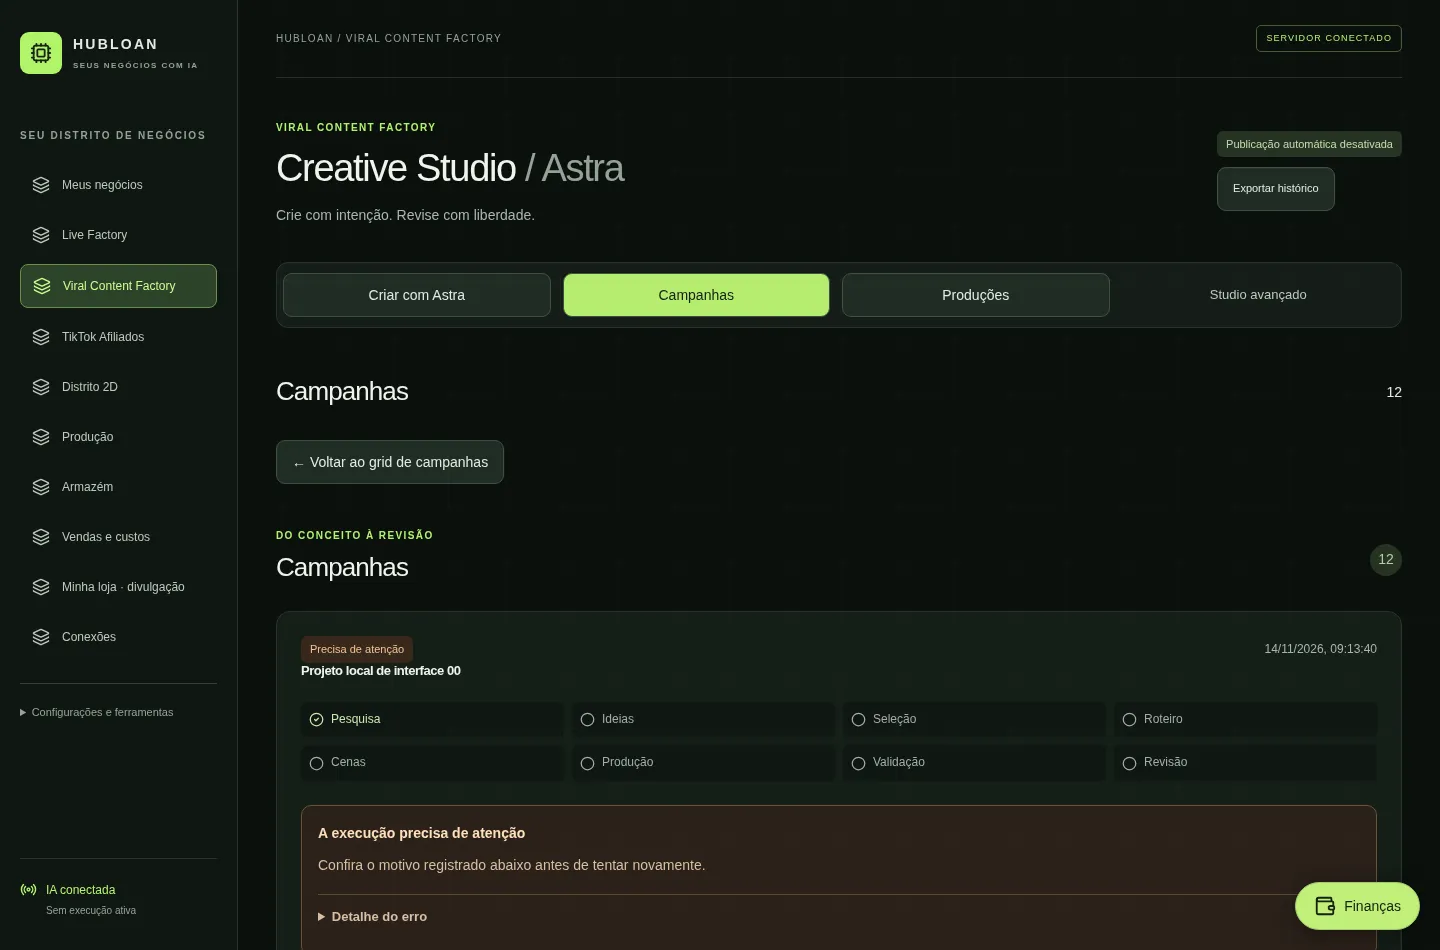 HUBLOAN
SEUS NEGÓCIOS COM IA
SEU DISTRITO DE NEGÓCIOS
Meus negócios
Live Factory
Viral Content Factory
TikTok Afiliados
Distrito 2D
Produção
Armazém
Vendas e custos
Minha loja · divulgação
Conexões
Configurações e ferramentas
IA conectada
Sem execução ativa
HUBLOAN / VIRAL CONTENT FACTORY
SERVIDOR CONECTADO
VIRAL CONTENT FACTORY
Creative Studio / Astra
Crie com intenção. Revise com liberdade.
Publicação automática desativada
Exportar histórico
Criar com Astra
Campanhas
Produções
Studio avançado
Campanhas
12
← Voltar ao grid de campanhas
DO CONCEITO À REVISÃO
Campanhas
12
Precisa de atenção
14/11/2026, 09:13:40
Projeto local de interface 00
Pesquisa
Ideias
Seleção
Roteiro
Cenas
Produção
Validação
Revisão
A execução precisa de atenção
Confira o motivo registrado abaixo antes de tentar novamente.
Detalhe do erro
Finanças